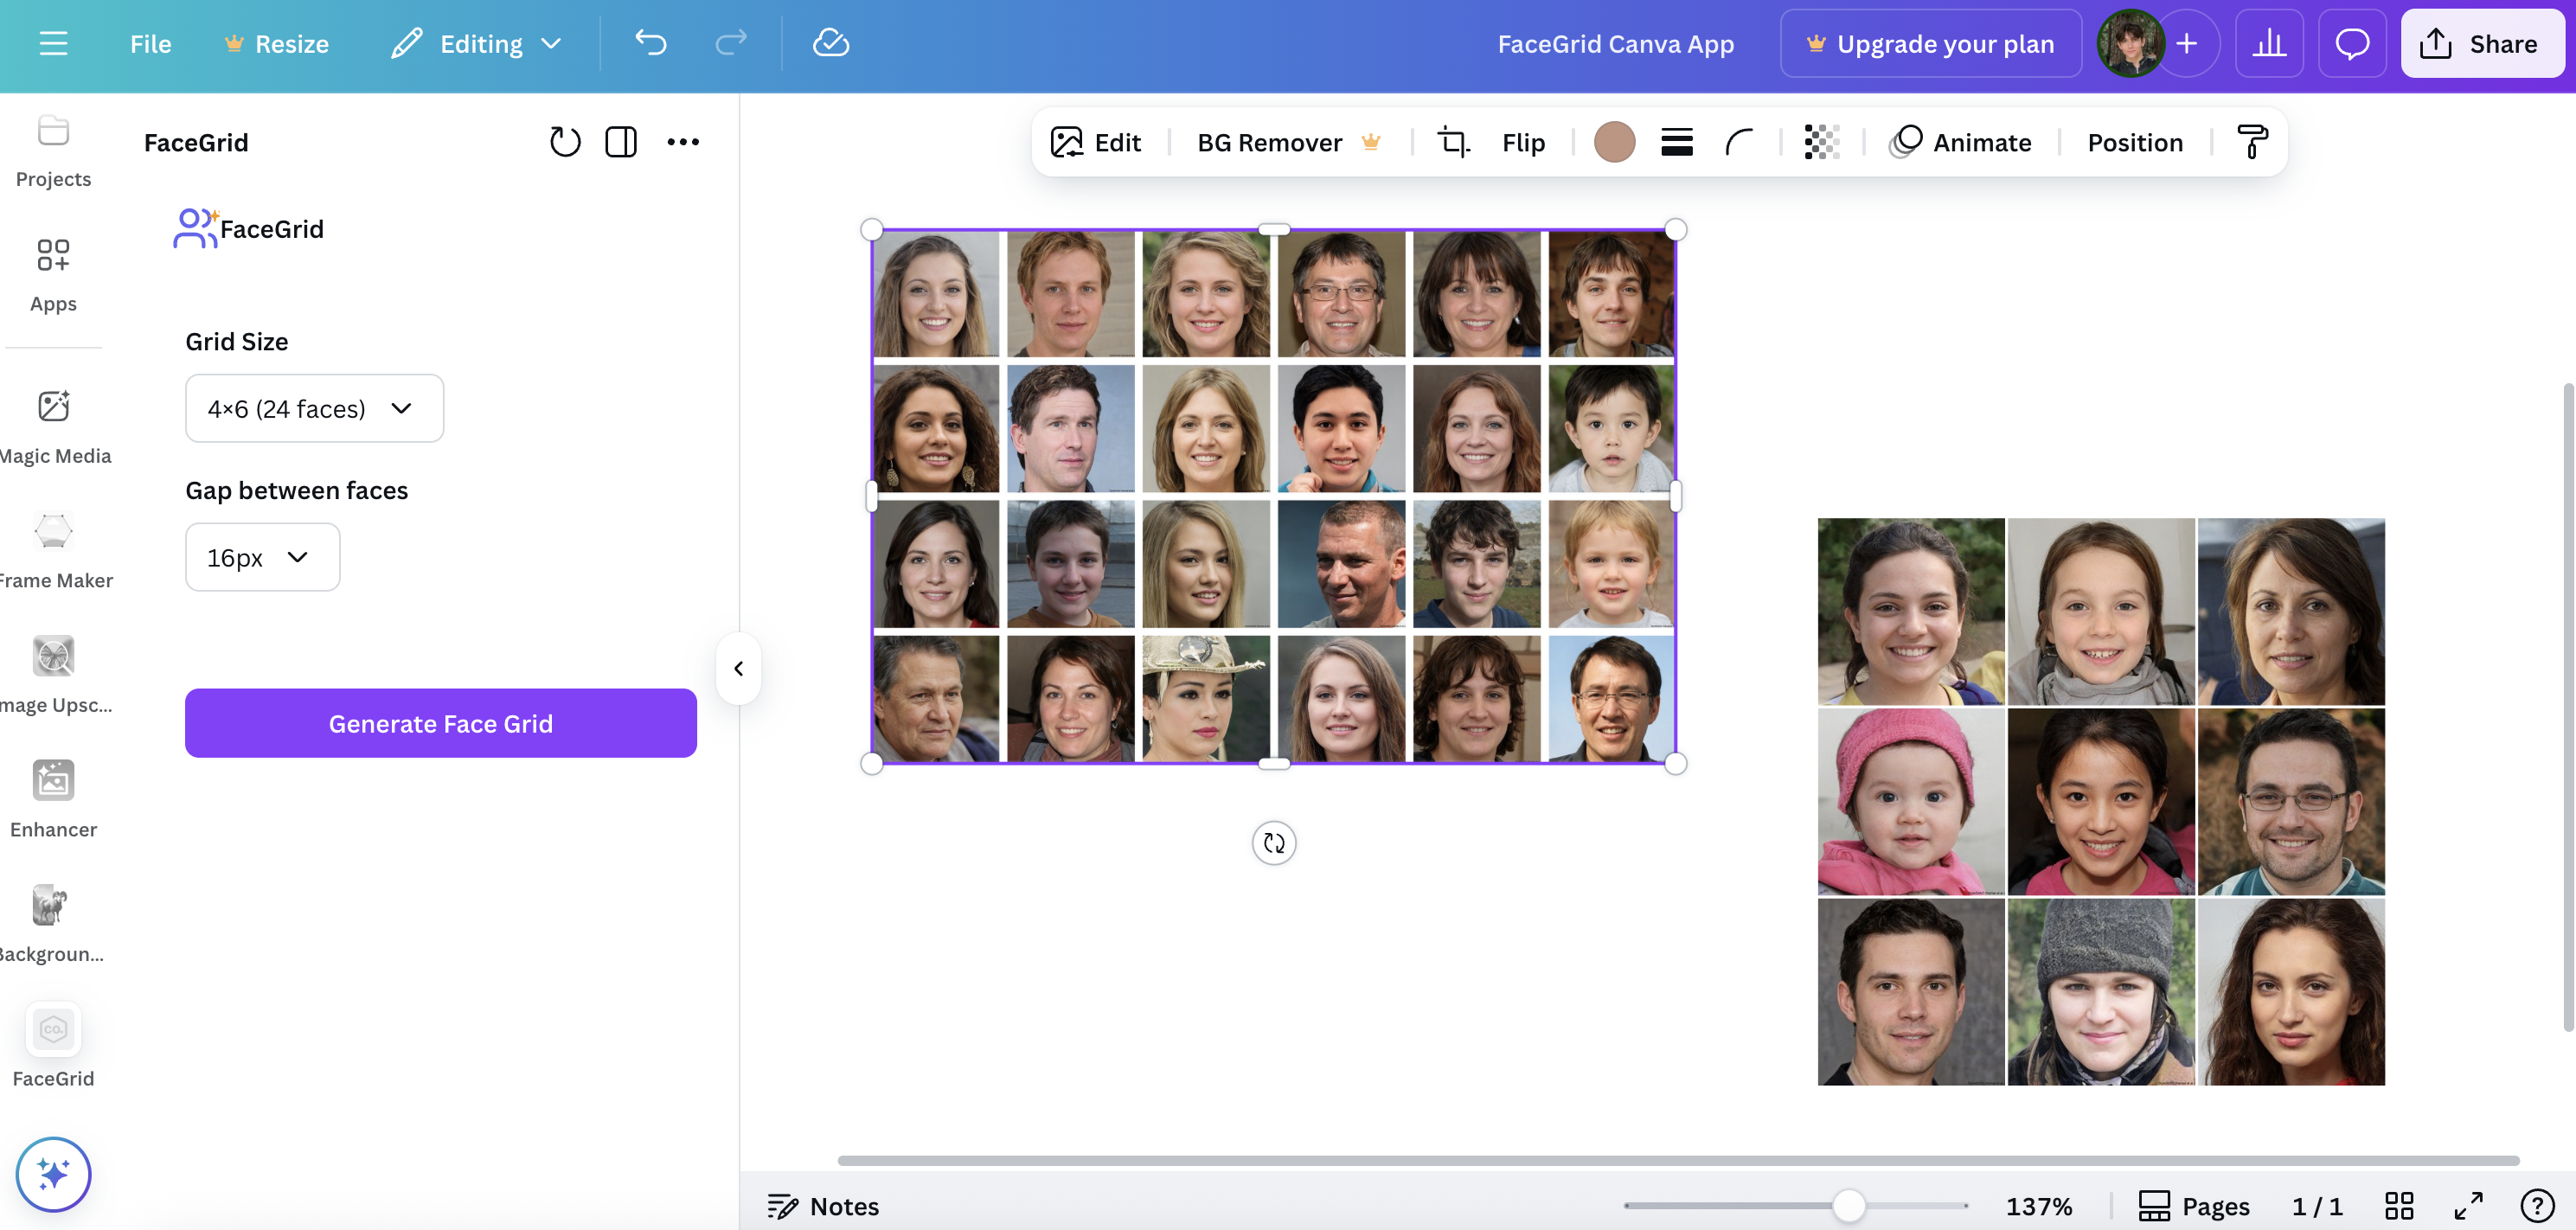 File
Resize
Editing
FaceGrid Canva App
Upgrade your plan
Share
Projects
Apps
Magic Media
Frame Maker
mage Upsc...
Enhancer
Backgroun...
FaceGrid
FaceGrid
FaceGrid
Grid Size
4×6 (24 faces)
Gap between faces
16px
Generate Face Grid
Edit
BG Remover
Flip
Animate
Position
Notes
137%
Pages
1 / 1